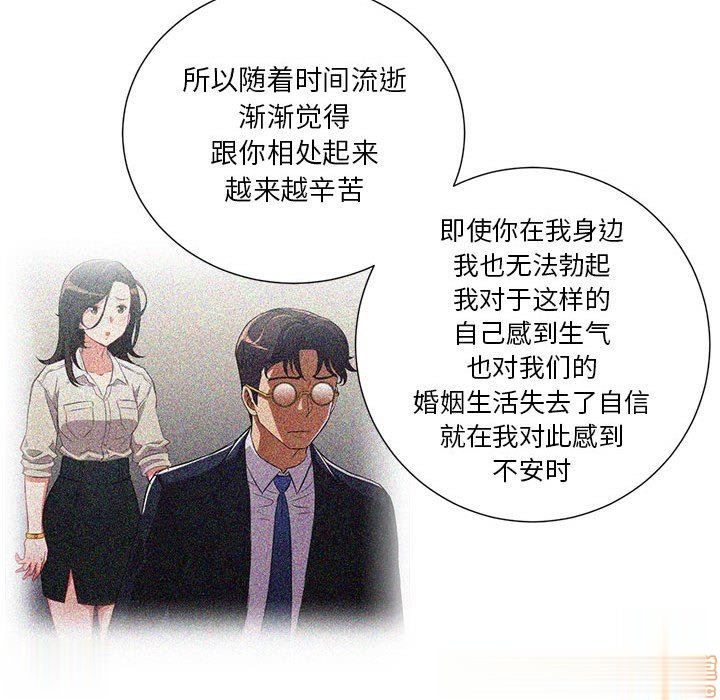 所以随着时间流逝
渐渐觉得
跟你相处起来
越来越辛苦
即使你在我身边
我也无法勃起
我对于这样的
自己感到生气
也对我们的
婚姻生活失去了自信
就在我对此感到
不安时